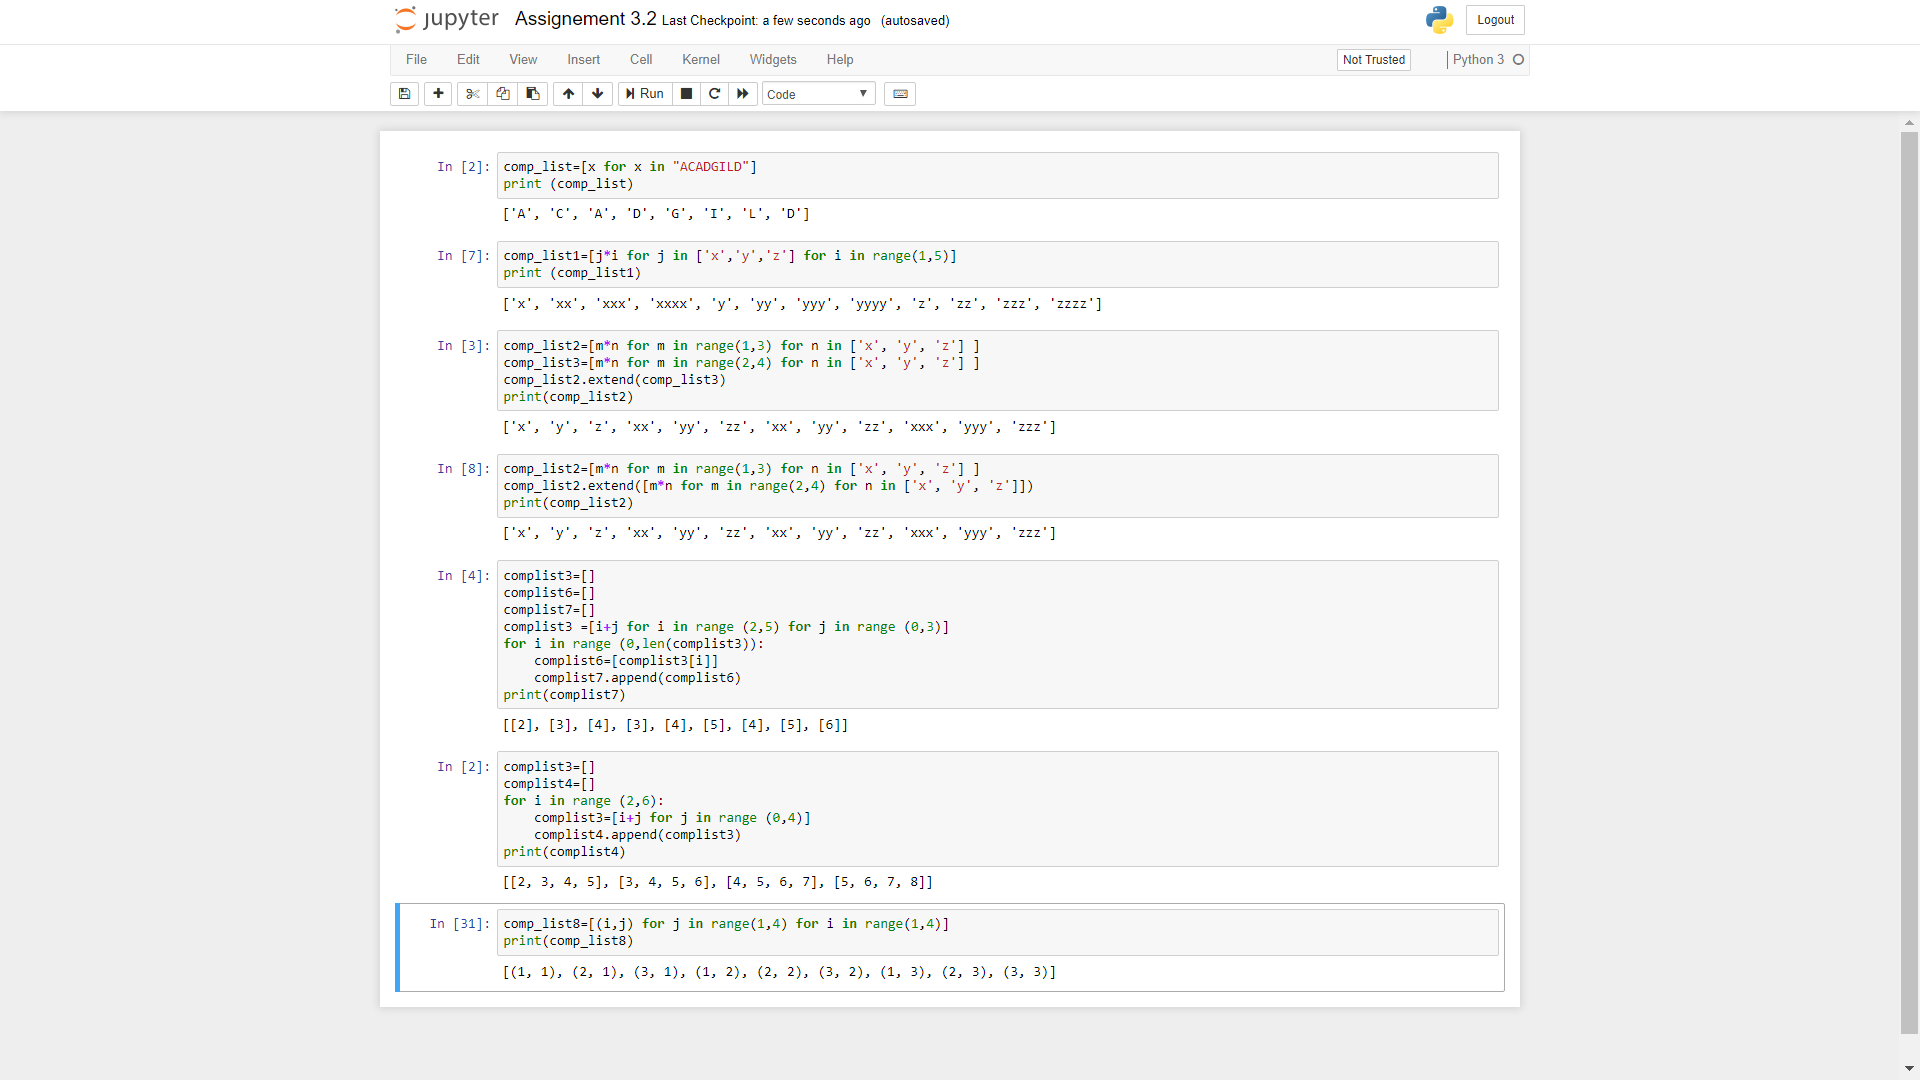 jupyter Assignement 3.2 Last Checkpoint: a few seconds ago (autosaved) Logout
File Edit View Insert Cell Kernel Widgets Help Not Trusted Python 3
Run Code
In [2]: comp_list=[x for x in "ACADGILD"]
print (comp_list)
['A', 'C', 'A', 'D', 'G', 'I', 'L', 'D']
In [7]: comp_list1=[j*i for j in ['x','y','z'] for i in range(1,5)]
print (comp_list1)
['x', 'xx', 'xxx', 'xxxx', 'y', 'yy', 'yyy', 'yyyy', 'z', 'zz', 'zzz', 'zzzz']
In [3]: comp_list2=[m*n for m in range(1,3) for n in ['x', 'y', 'z'] ]
comp_list3=[m*n for m in range(2,4) for n in ['x', 'y', 'z'] ]
comp_list2.extend(comp_list3)
print(comp_list2)
['x', 'y', 'z', 'xx', 'yy', 'zz', 'xx', 'yy', 'zz', 'xxx', 'yyy', 'zzz']
In [8]: comp_list2=[m*n for m in range(1,3) for n in ['x', 'y', 'z'] ]
comp_list2.extend([m*n for m in range(2,4) for n in ['x', 'y', 'z']])
print(comp_list2)
['x', 'y', 'z', 'xx', 'yy', 'zz', 'xx', 'yy', 'zz', 'xxx', 'yyy', 'zzz']
In [4]: complist3=[]
complist6=[]
complist7=[]
complist3 =[i+j for i in range (2,5) for j in range (0,3)]
for i in range (0,len(complist3)):
    complist6=[complist3[i]]
    complist7.append(complist6)
print(complist7)
[[2], [3], [4], [3], [4], [5], [4], [5], [6]]
In [2]: complist3=[]
complist4=[]
for i in range (2,6):
    complist3=[i+j for j in range (0,4)]
    complist4.append(complist3)
print(complist4)
[[2, 3, 4, 5], [3, 4, 5, 6], [4, 5, 6, 7], [5, 6, 7, 8]]
In [31]: comp_list8=[(i,j) for j in range(1,4) for i in range(1,4)]
print(comp_list8)
[(1, 1), (2, 1), (3, 1), (1, 2), (2, 2), (3, 2), (1, 3), (2, 3), (3, 3)]